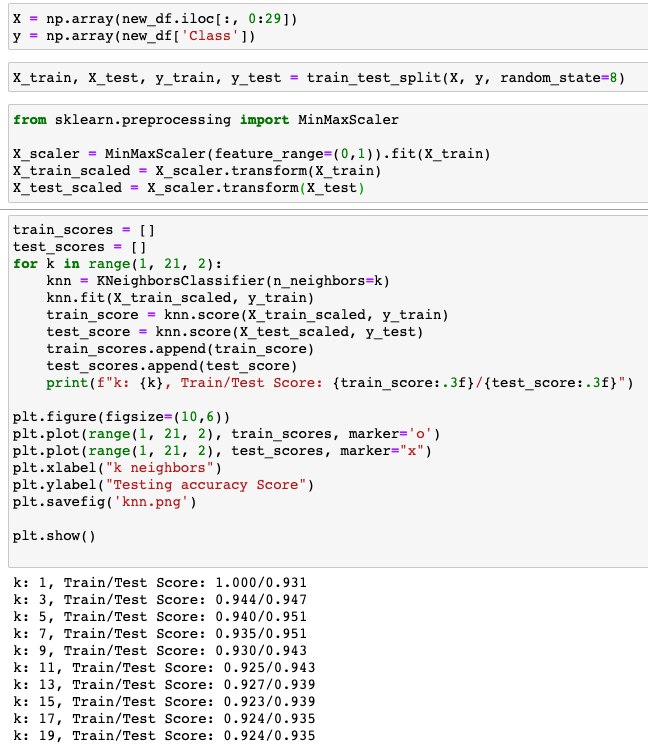 X = np.array(new_df.iloc[:, 0:29])
y = np.array(new_df['Class'])
X_train, X_test, y_train, y_test = train_test_split(X, y, random_state=8)
from sklearn.preprocessing import MinMaxScaler
X_scaler = MinMaxScaler(feature_range=(0,1)).fit(X_train)
X_train_scaled = X_scaler.transform(X_train)
X_test_scaled = X_scaler.transform(X_test)
train_scores = []
test_scores = []
for k in range(1, 21, 2):
    knn = KNeighborsClassifier(n_neighbors=k)
    knn.fit(X_train_scaled, y_train)
    train_score = knn.score(X_train_scaled, y_train)
    test_score = knn.score(X_test_scaled, y_test)
    train_scores.append(train_score)
    test_scores.append(test_score)
    print(f"k: {k}, Train/Test Score: {train_score:.3f}/{test_score:.3f}")
plt.figure(figsize=(10,6))
plt.plot(range(1, 21, 2), train_scores, marker='o')
plt.plot(range(1, 21, 2), test_scores, marker="x")
plt.xlabel("k neighbors")
plt.ylabel("Testing accuracy Score")
plt.savefig('knn.png')
plt.show()
k: 1, Train/Test Score: 1.000/0.931
k: 3, Train/Test Score: 0.944/0.947
k: 5, Train/Test Score: 0.940/0.951
k: 7, Train/Test Score: 0.935/0.951
k: 9, Train/Test Score: 0.930/0.943
k: 11, Train/Test Score: 0.925/0.943
k: 13, Train/Test Score: 0.927/0.939
k: 15, Train/Test Score: 0.923/0.939
k: 17, Train/Test Score: 0.924/0.935
k: 19, Train/Test Score: 0.924/0.935